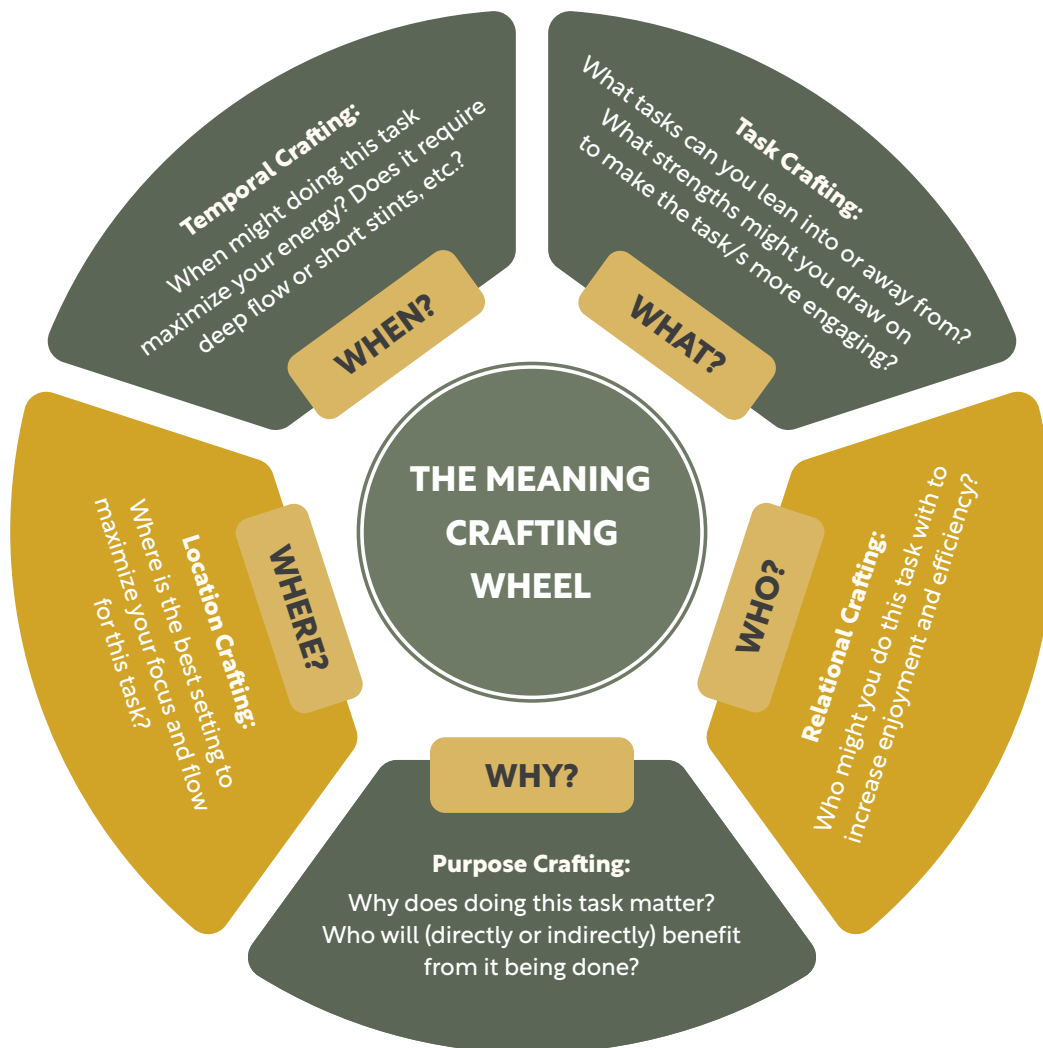 THE MEANING
CRAFTING
WHEEL
WHAT?
Task Crafting:
What tasks can you lean into or away from?
What strengths might you draw on
to make the task/s more engaging?
WHO?
Relational Crafting:
Who might you do this task with to
increase enjoyment and efficiency?
WHY?
Purpose Crafting:
Why does doing this task matter?
Who will (directly or indirectly) benefit
from it being done?
WHERE?
Location Crafting:
Where is the best setting to
maximize your focus and flow
for this task?
WHEN?
Temporal Crafting:
When might doing this task
maximize your energy? Does it require
deep flow or short stints, etc.?